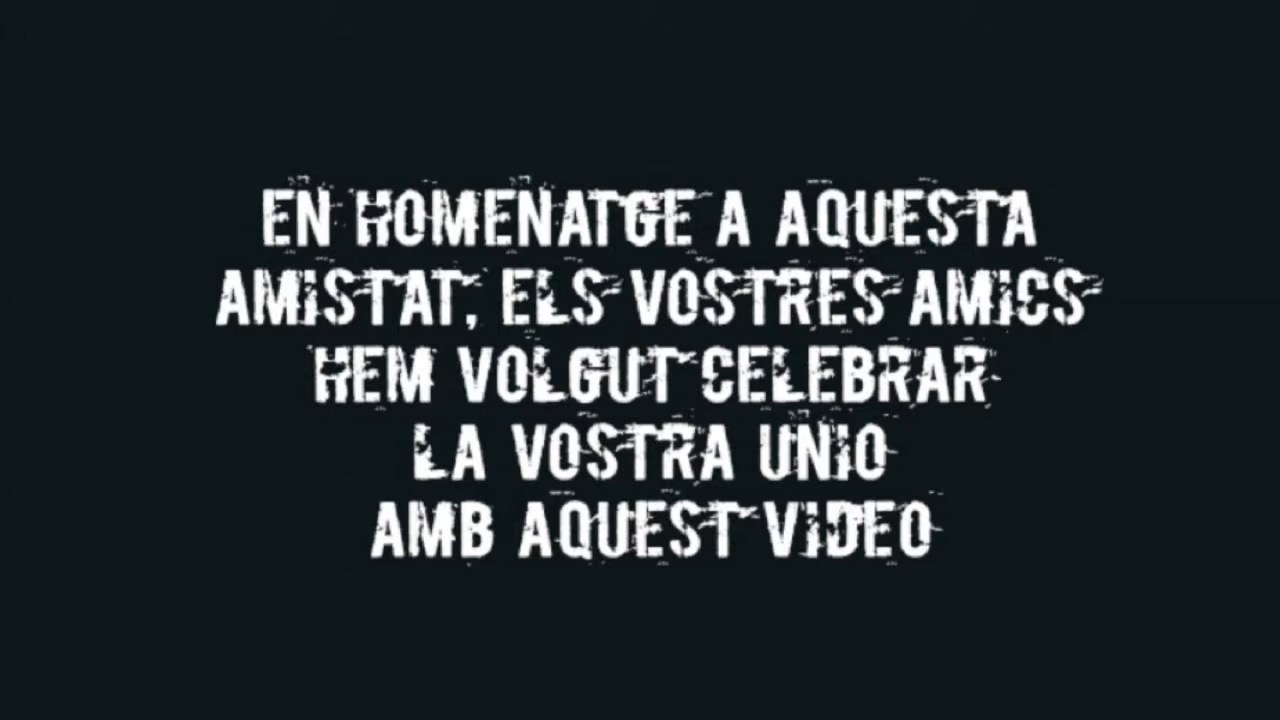 EN HOMENATGE A AQUESTA
AMISTAT, ELS VOSTRES AMICS
HEM VOLGUT CELEBRAR
LA VOSTRA UNIO
AMB AQUEST VIDEO